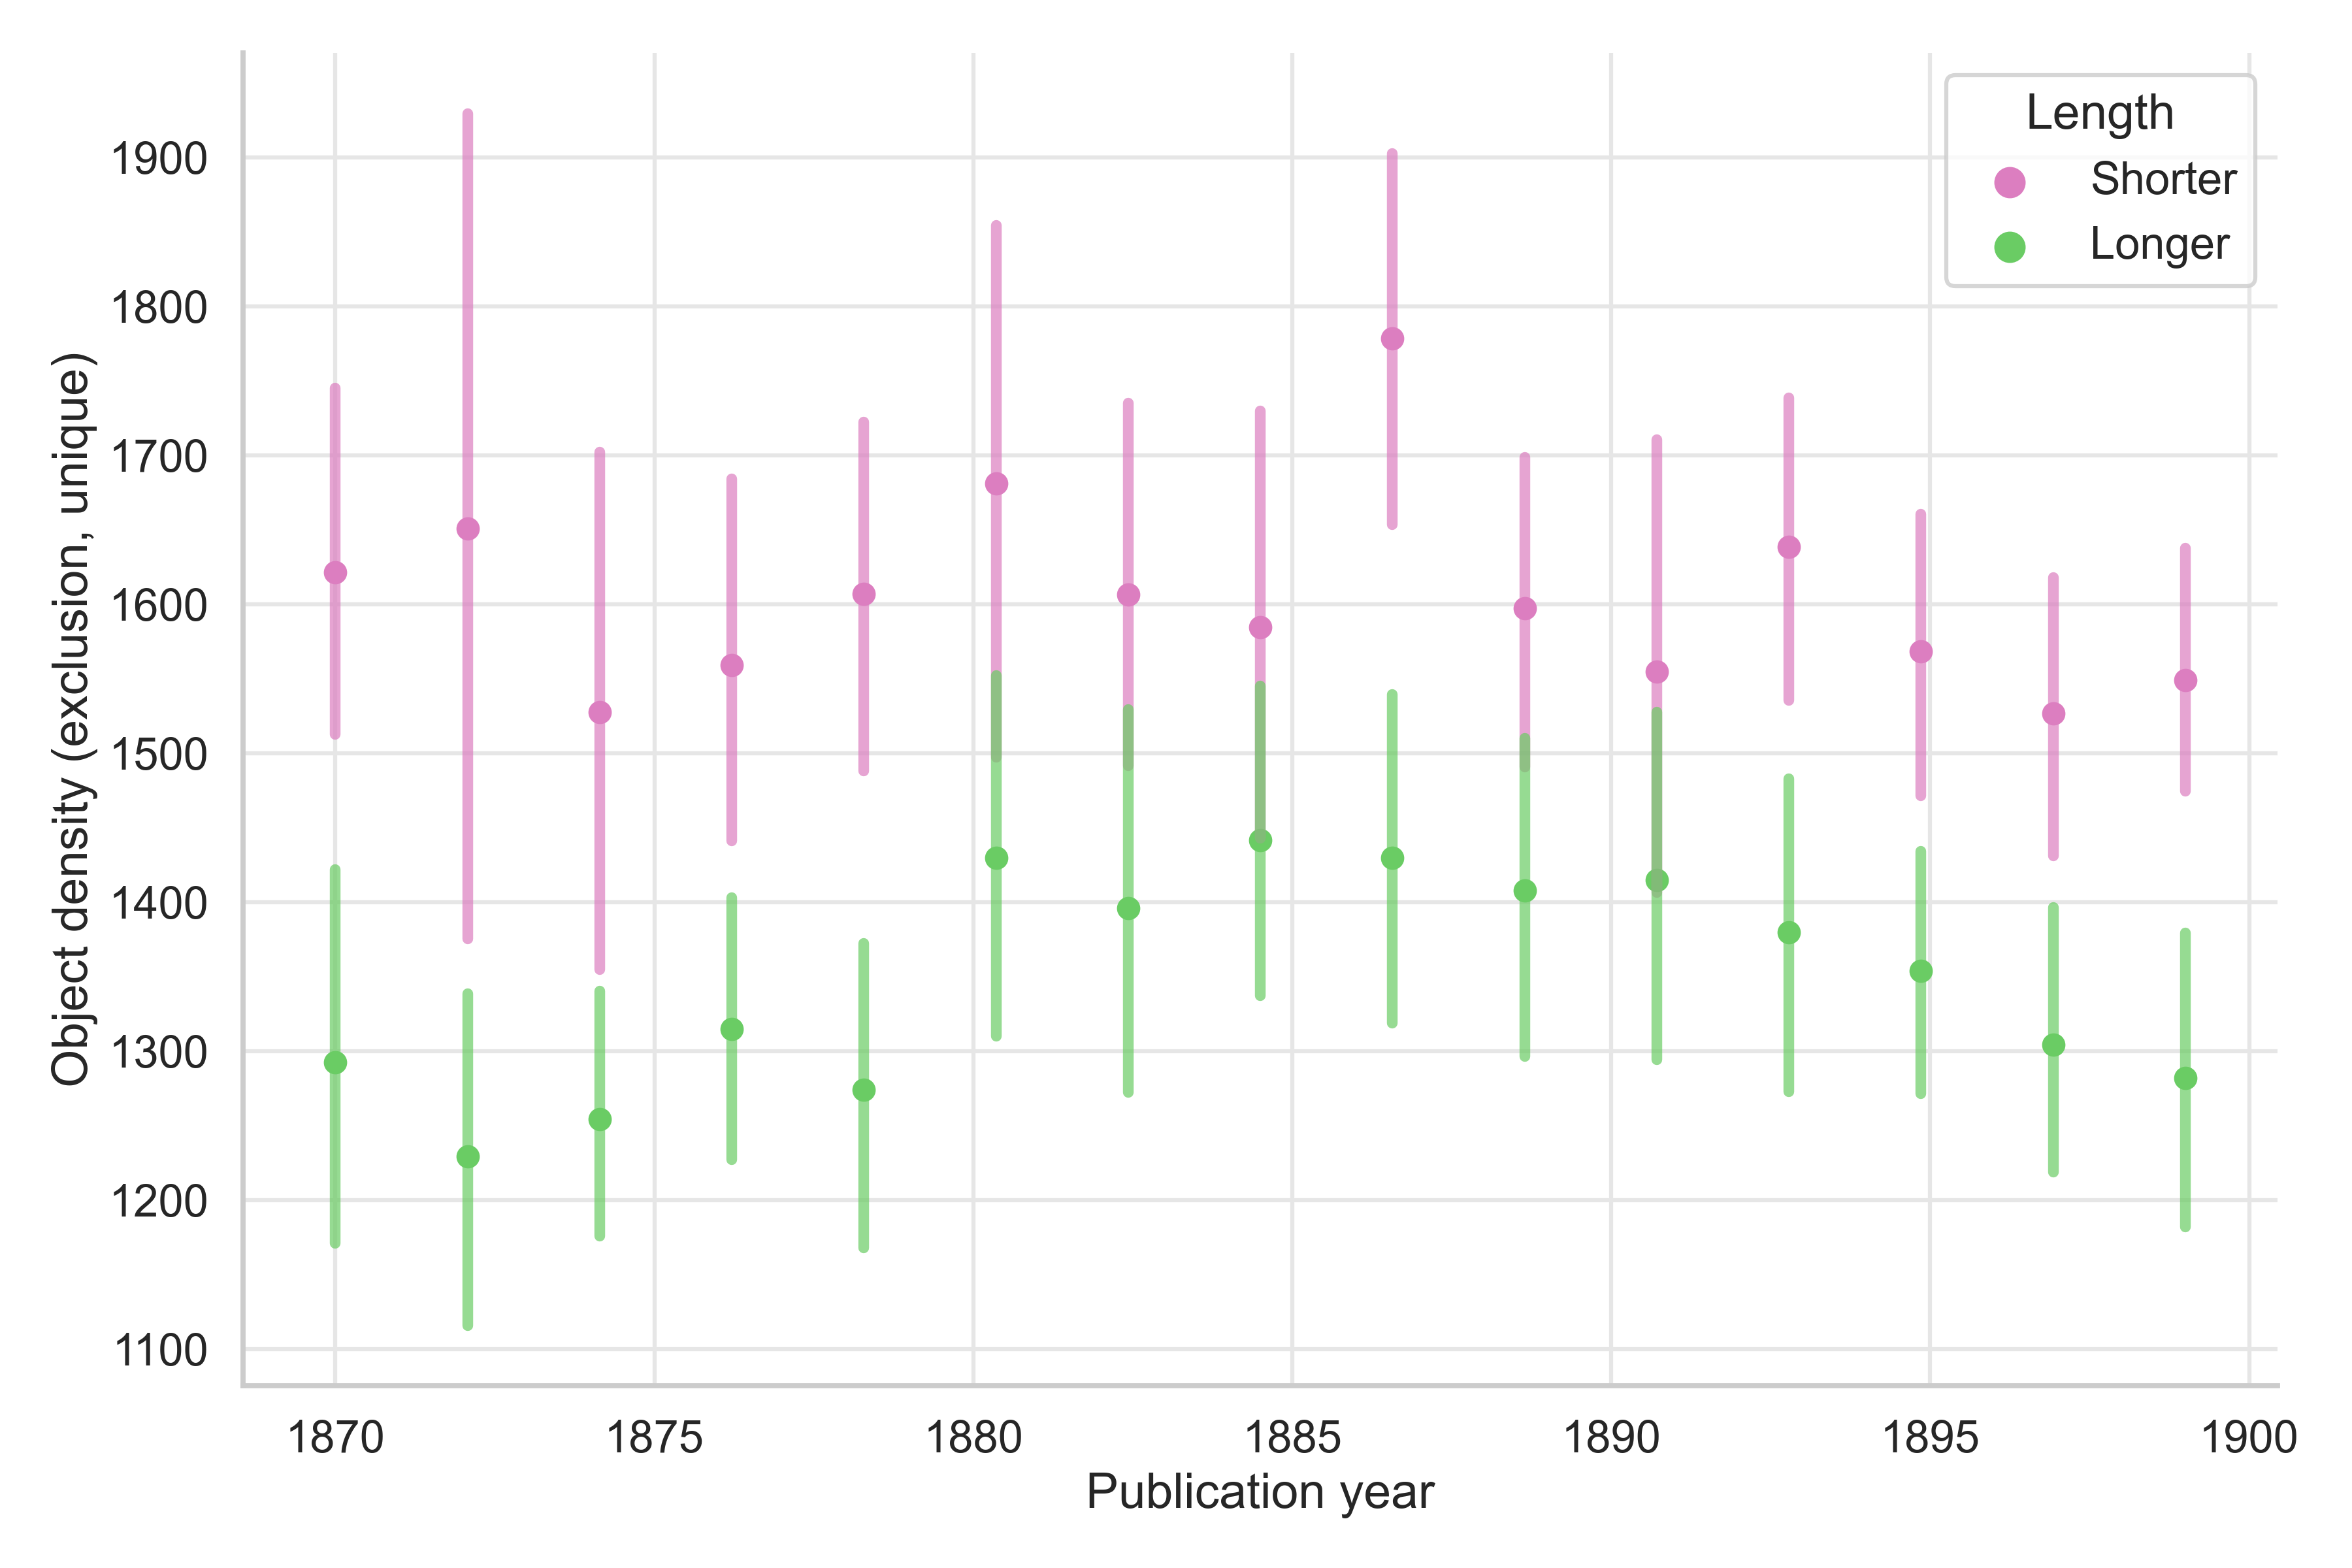 Length
Shorter
Longer
1900
1800
1700
1600
1500
1400
1300
1200
1100
Object density (exclusion, unique)
1870 1875 1880 1885 1890 1895 1900
Publication year